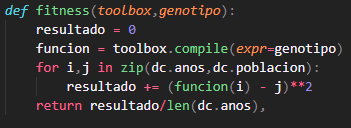 def fitness(toolbox,genotipo):
    resultado = 0
    funcion = toolbox.compile(expr=genotipo)
    for i,j in zip(dc.anos,dc.poblacion):
        resultado += (funcion(i) - j)**2
    return resultado/len(dc.anos),